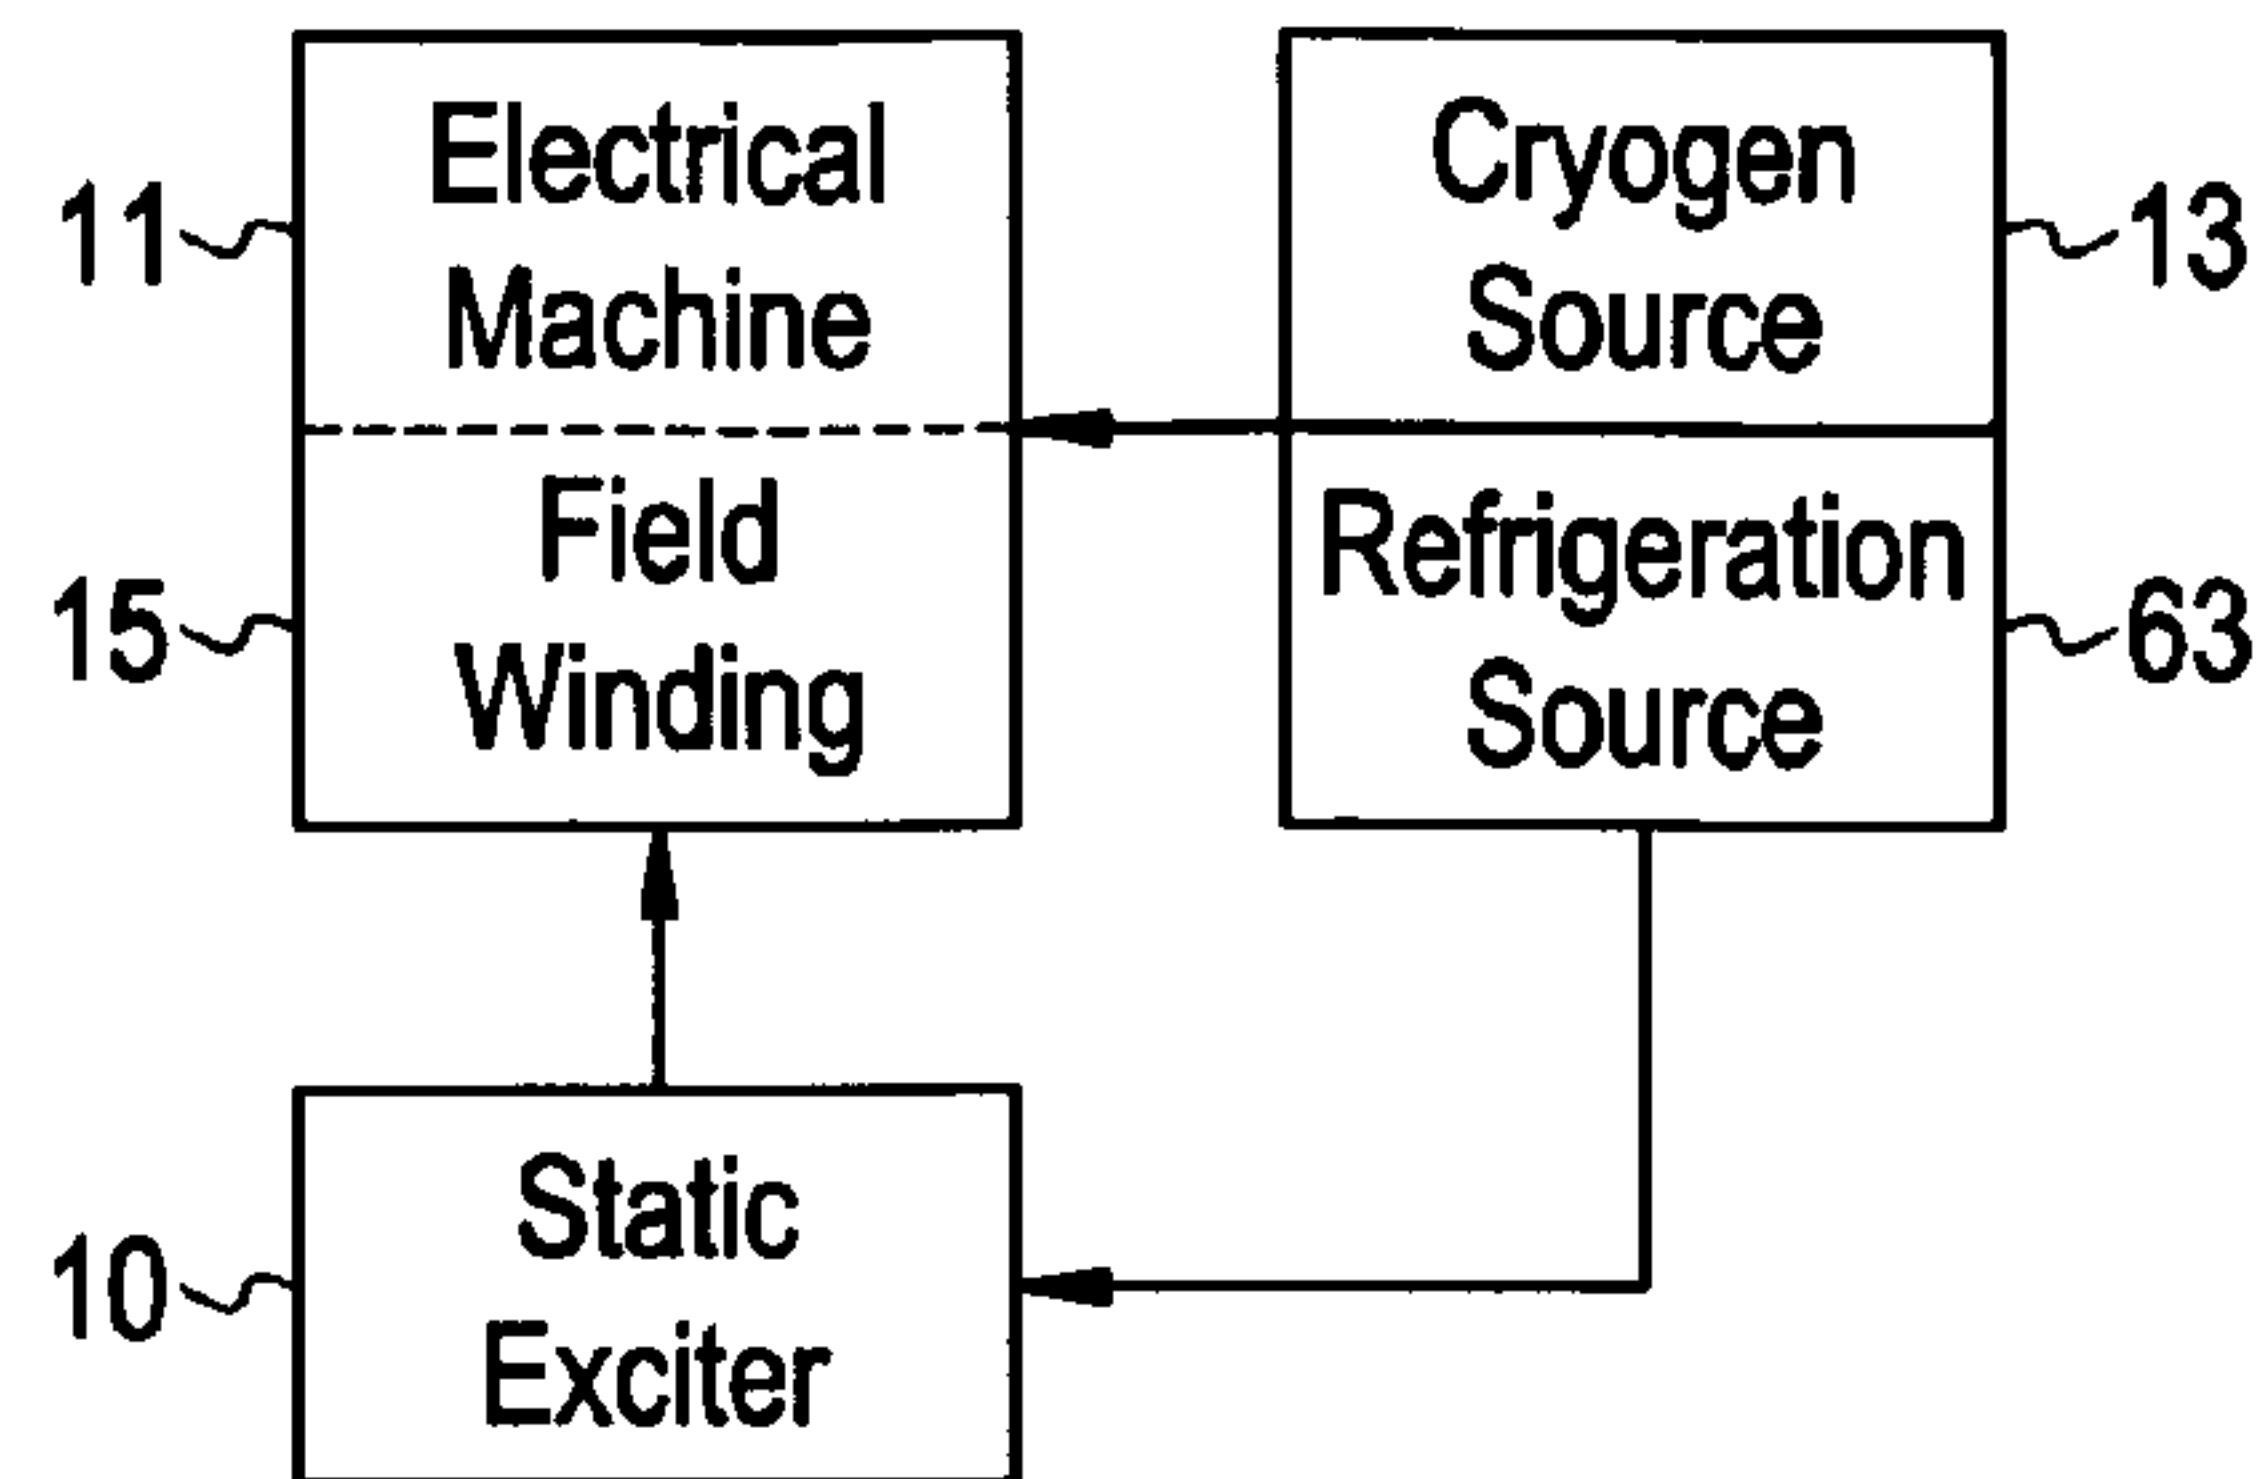 11
Electrical
Machine
15
Field
Winding
Cryogen
Source
13
Refrigeration
Source
63
10
Static
Exciter